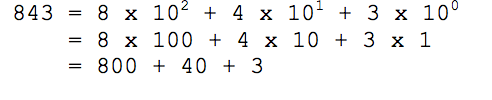 843 = 8 x 10² + 4 x 10¹ + 3 x 10⁰
= 8 x 100 + 4 x 10 + 3 x 1
= 800 + 40 + 3